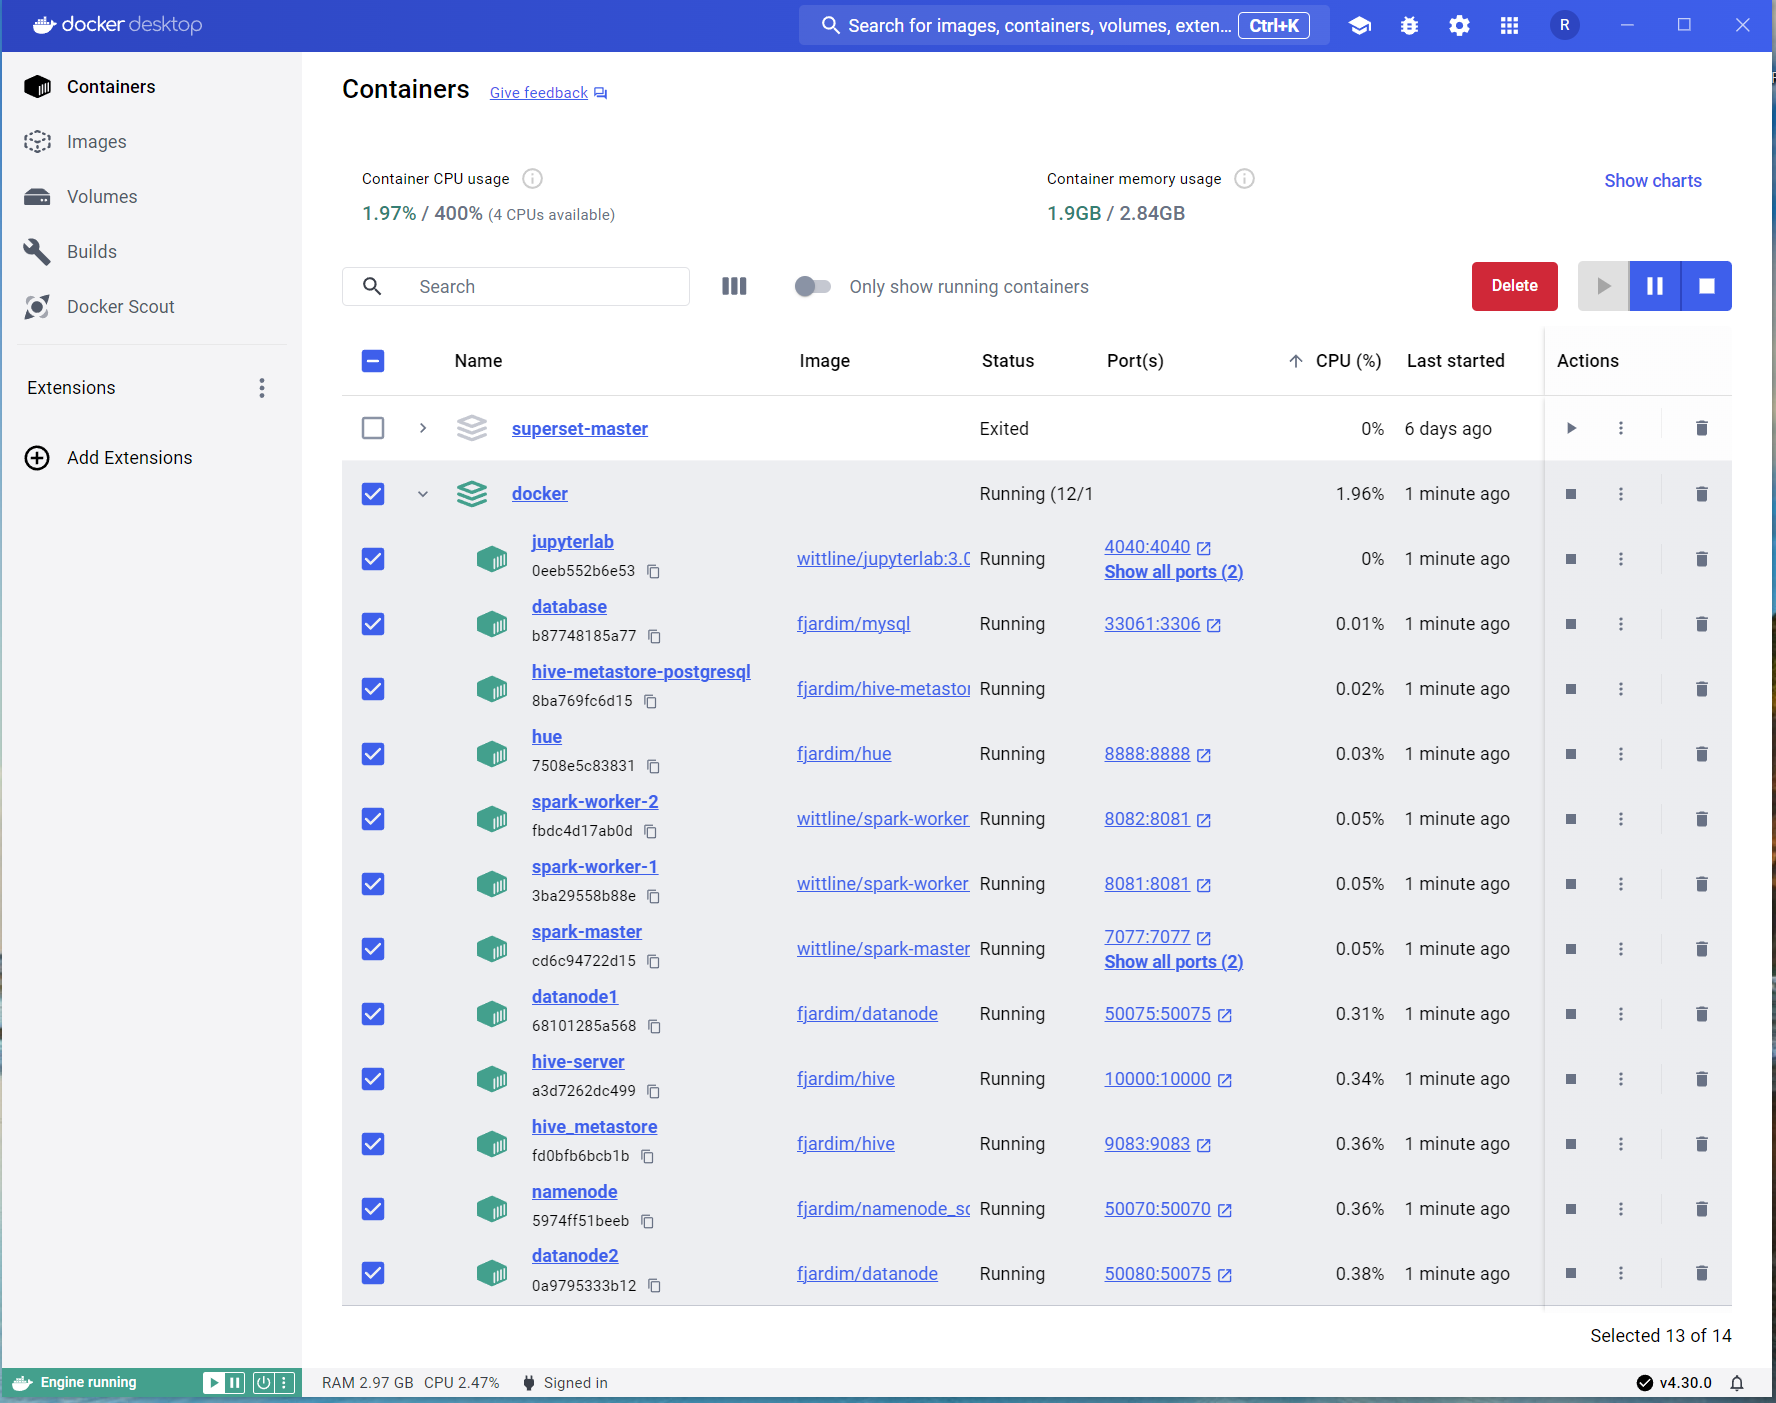 docker desktop
Search for images, containers, volumes, exten... Ctrl+K
R
Containers
Images
Volumes
Builds
Docker Scout
Extensions
Add Extensions
Containers Give feedback
Container CPU usage
1.97% / 400% (4 CPUs available)
Container memory usage
1.9GB / 2.84GB
Show charts
Search
Only show running containers
Delete
Name Image Status Port(s) CPU (%) Last started Actions
superset-master Exited 0% 6 days ago
docker Running (12/1 1.96% 1 minute ago
jupyterlab
0eeb552b6e53
wittline/jupyterlab:3.0 Running
4040:4040
Show all ports (2)
0% 1 minute ago
database
b87748185a77
fjardim/mysql Running 33061:3306 0.01% 1 minute ago
hive-metastore-postgresql
8ba769fc6d15
fjardim/hive-metastor Running 0.02% 1 minute ago
hue
7508e5c83831
fjardim/hue Running 8888:8888 0.03% 1 minute ago
spark-worker-2
fbdc4d17ab0d
wittline/spark-worker Running 8082:8081 0.05% 1 minute ago
spark-worker-1
3ba29558b88e
wittline/spark-worker Running 8081:8081 0.05% 1 minute ago
spark-master
cd6c94722d15
wittline/spark-master Running
7077:7077
Show all ports (2)
0.05% 1 minute ago
datanode1
68101285a568
fjardim/datanode Running 50075:50075 0.31% 1 minute ago
hive-server
a3d7262dc499
fjardim/hive Running 10000:10000 0.34% 1 minute ago
hive_metastore
fd0bfb6bcb1b
fjardim/hive Running 9083:9083 0.36% 1 minute ago
namenode
5974ff51beeb
fjardim/namenode_sc Running 50070:50070 0.36% 1 minute ago
datanode2
0a9795333b12
fjardim/datanode Running 50080:50075 0.38% 1 minute ago
Selected 13 of 14
Engine running
RAM 2.97 GB CPU 2.47% Signed in
v4.30.0